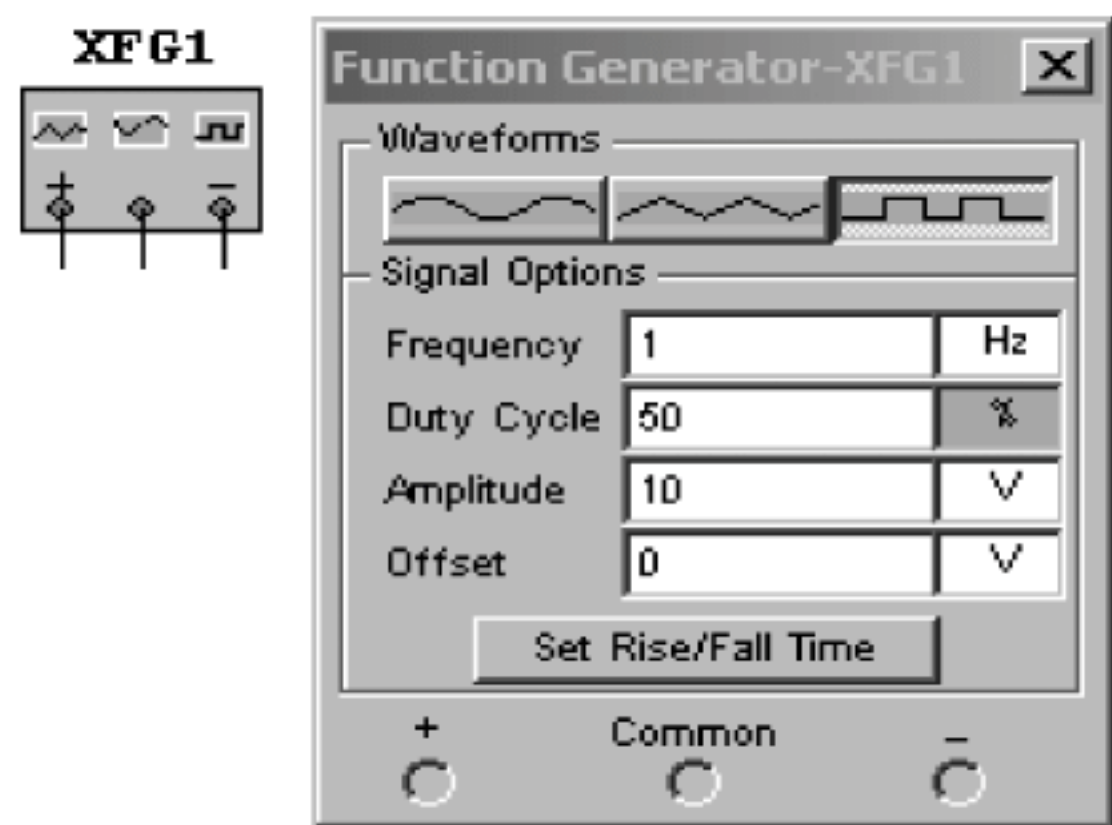 XFG1
+
–
Function Generator-XFG1 X
Waveforms
Signal Options
Frequency 1 Hz
Duty Cycle 50 %
Amplitude 10 V
Offset 0 V
Set Rise/Fall Time
+ Common –